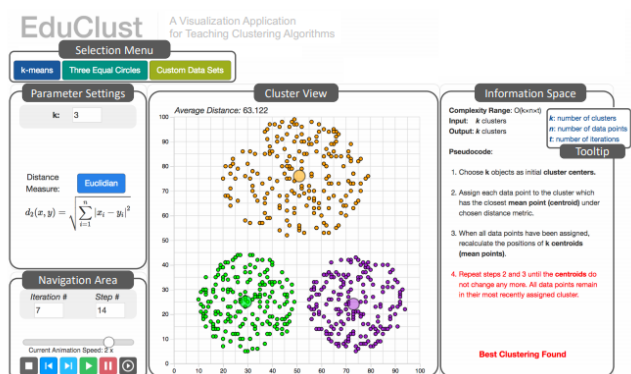 EduClust
A Visualization Application
for Teaching Clustering Algorithms
Selection Menu
k-means
Three Equal Circles
Custom Data Sets
Parameter Settings
k: 3
Distance
Measure:
Euclidian
d₂(x, y) = √∑ᵢ₌₁ⁿ |xᵢ − yᵢ|²
Navigation Area
Iteration # Step #
7 14
Current Animation Speed: 2 x
Cluster View
Average Distance: 63.122
100
90
80
70
60
50
40
30
20
10
0
0 10 20 30 40 50 60 70 80 90 100
Information Space
Complexity Range: O(k×n×t)
Input: k clusters
Output: k clusters
k: number of clusters
n: number of data points
t: number of iterations
Tooltip
Pseudocode:
1. Choose k objects as initial cluster centers.
2. Assign each data point to the cluster which
has the closest mean point (centroid) under
chosen distance metric.
3. When all data points have been assigned,
recalculate the positions of k centroids
(mean points).
4. Repeat steps 2 and 3 until the centroids do
not change any more. All data points remain
in their most recently assigned cluster.
Best Clustering Found